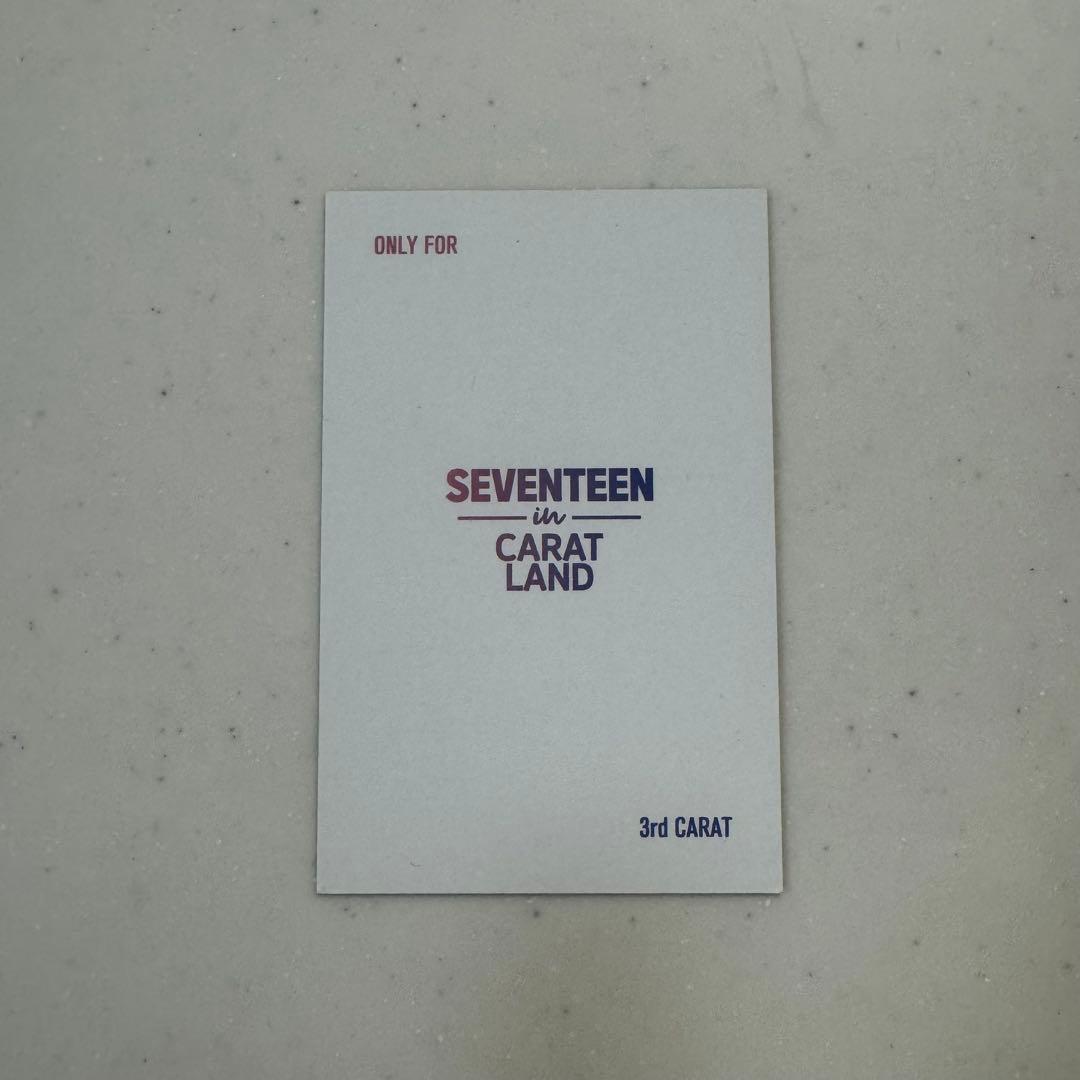 ONLY FOR
SEVENTEEN
in
CARAT
LAND
3rd CARAT